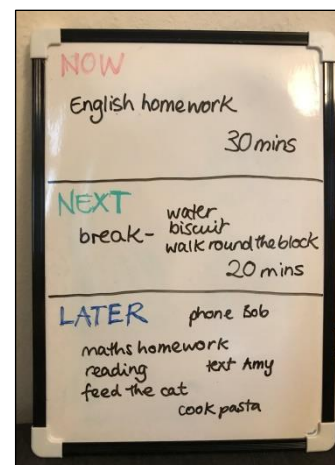 NOW
English homework
30 mins
NEXT
water
break - biscuit
walk round the block
20 mins
LATER
phone Bob
maths homework
reading
text Amy
feed the cat
cook pasta